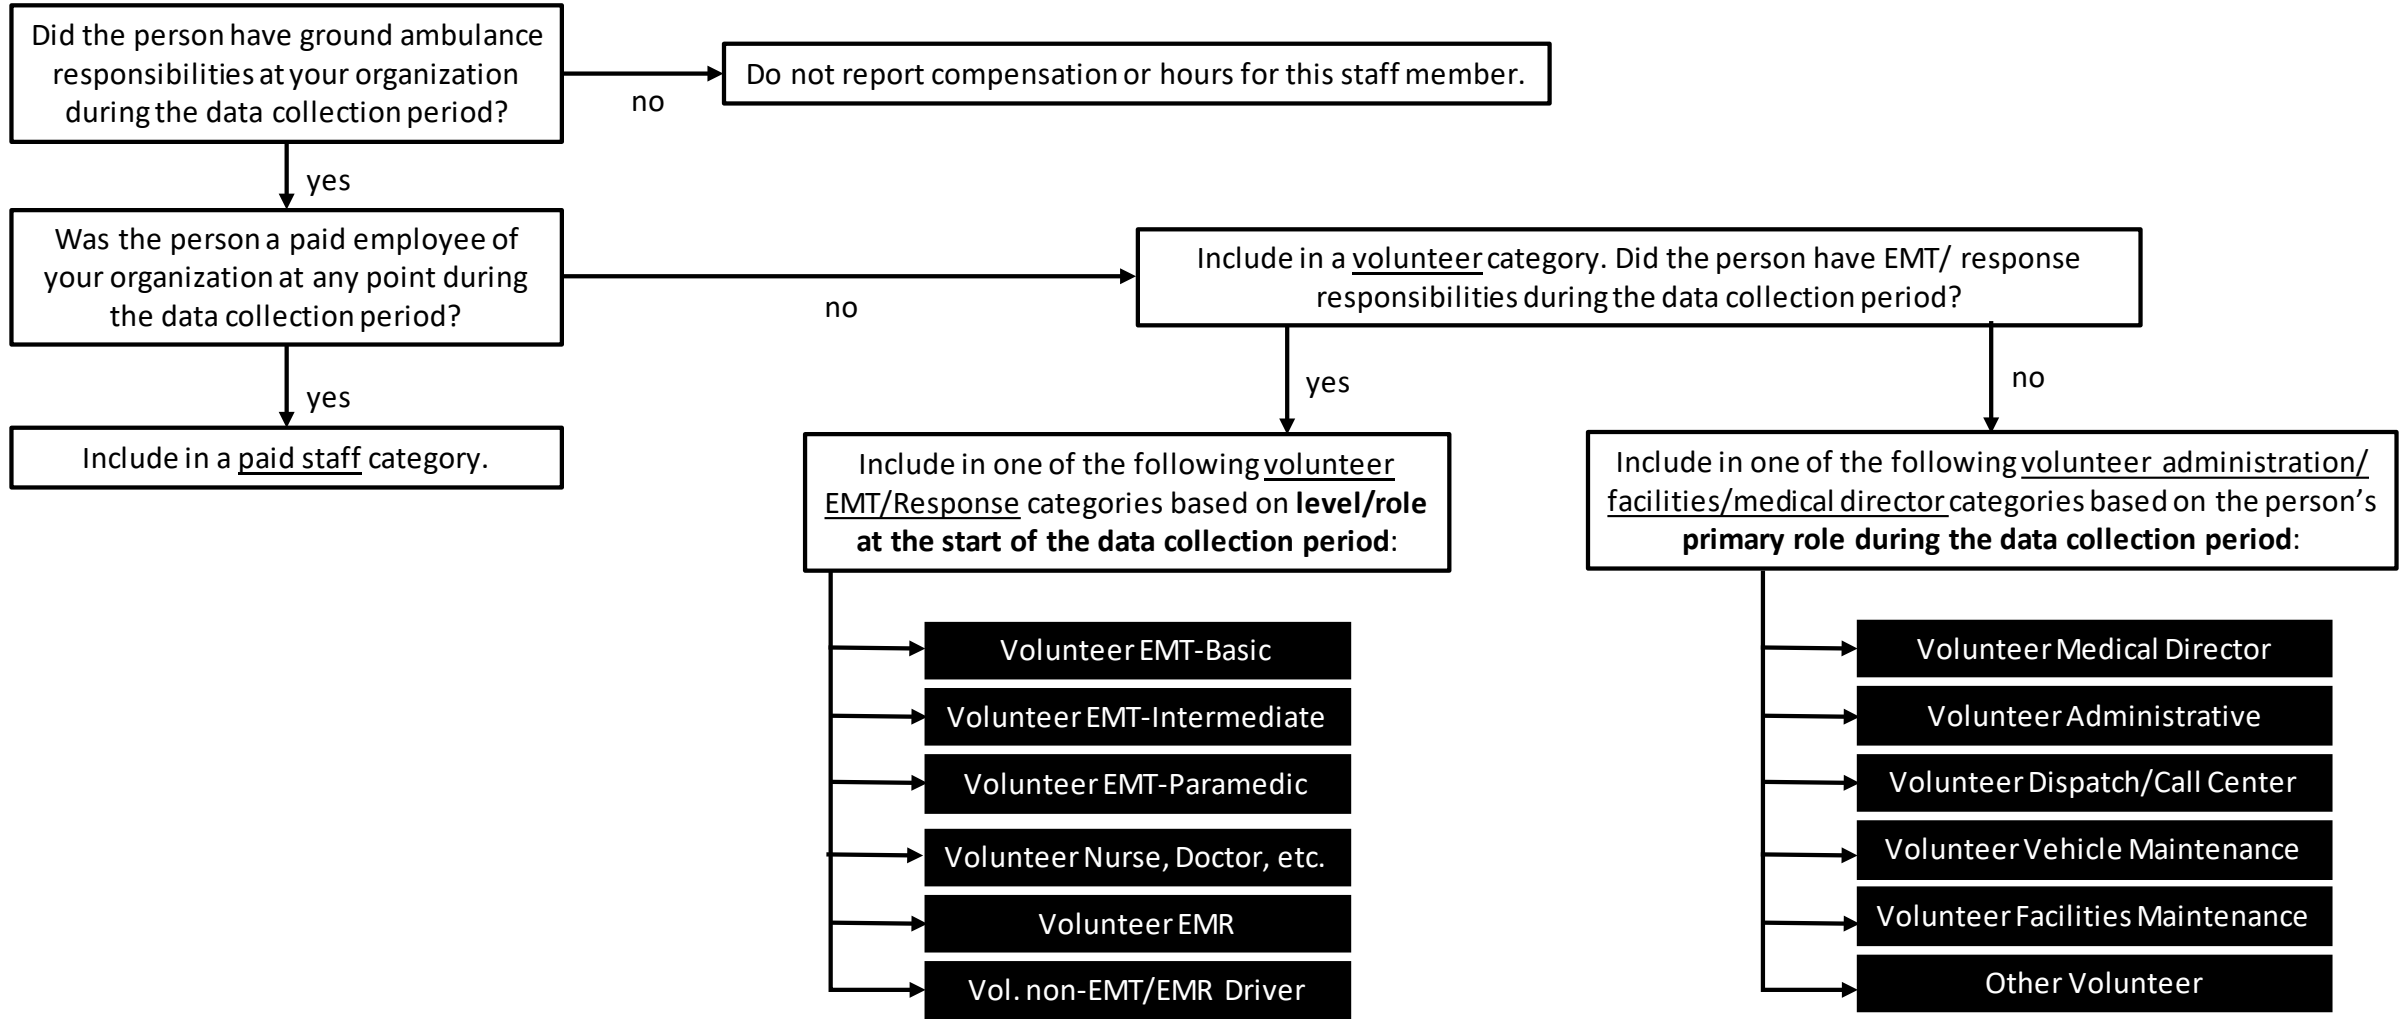 Did the person have ground ambulance
responsibilities at your organization
during the data collection period?
no
Do not report compensation or hours for this staff member.
yes
Was the person a paid employee of
your organization at any point during
the data collection period?
no
Include in a volunteer category. Did the person have EMT/ response
responsibilities during the data collection period?
yes
Include in a paid staff category.
yes
Include in one of the following volunteer
EMT/Response categories based on level/role
at the start of the data collection period:
Volunteer EMT-Basic
Volunteer EMT-Intermediate
Volunteer EMT-Paramedic
Volunteer Nurse, Doctor, etc.
Volunteer EMR
Vol. non-EMT/EMR Driver
no
Include in one of the following volunteer administration/
facilities/medical director categories based on the person’s
primary role during the data collection period:
Volunteer Medical Director
Volunteer Administrative
Volunteer Dispatch/Call Center
Volunteer Vehicle Maintenance
Volunteer Facilities Maintenance
Other Volunteer